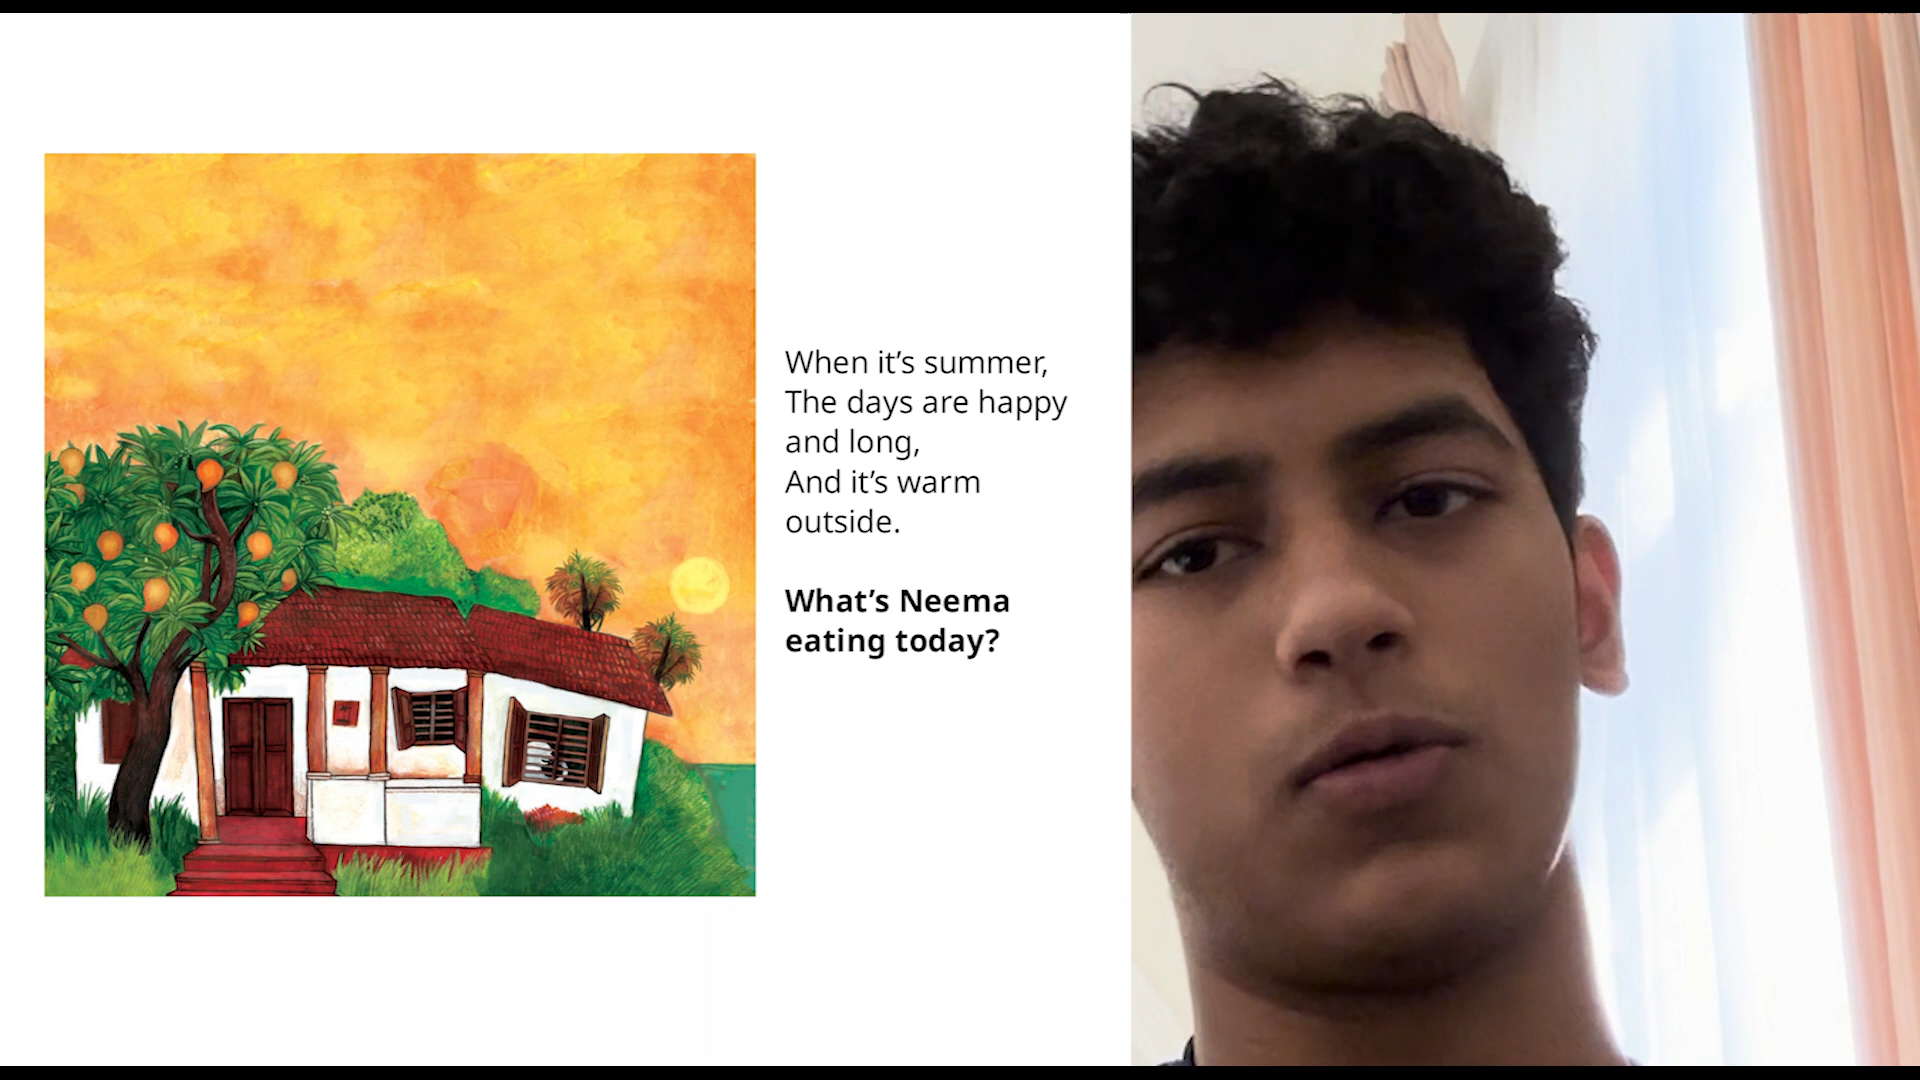 When it’s summer,
The days are happy
and long,
And it’s warm
outside.
What’s Neema
eating today?